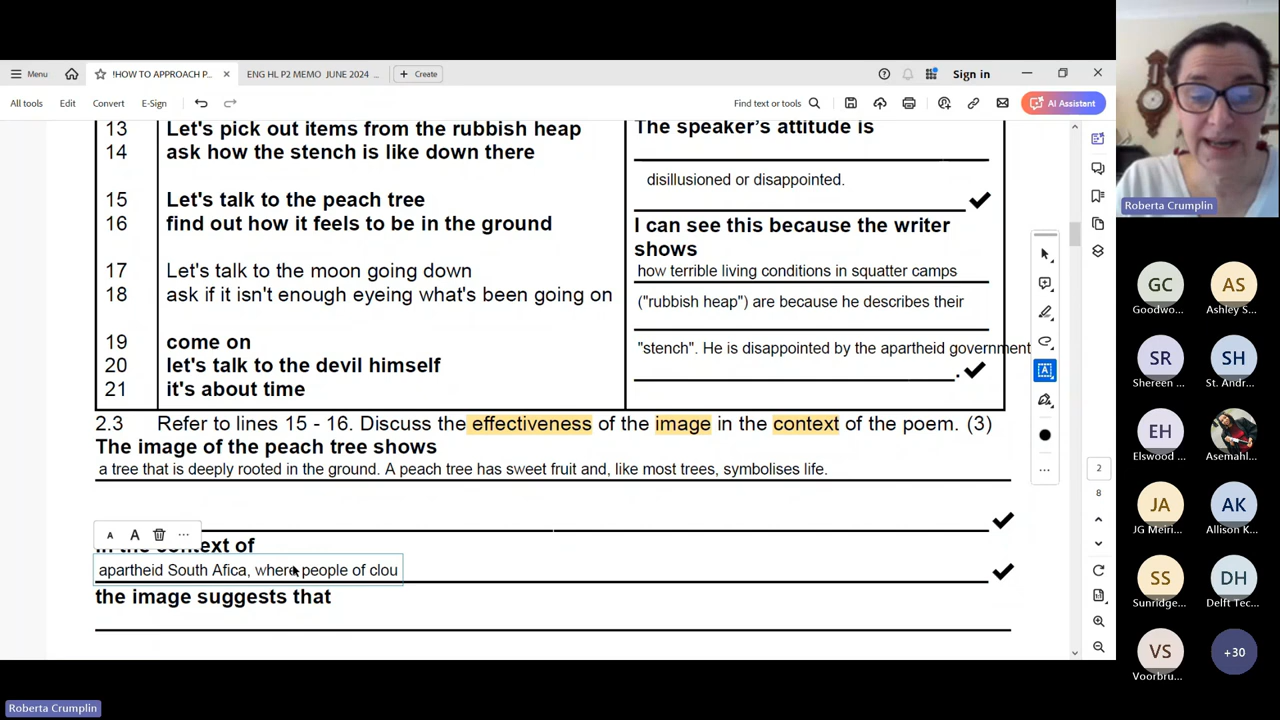 Menu
!HOW TO APPROACH P...
ENG HL P2 MEMO JUNE 2024 ...
Create
Sign in
All tools
Edit
Convert
E-Sign
Find text or tools
AI Assistant
13 Let's pick out items from the rubbish heap
14 ask how the stench is like down there
15 Let's talk to the peach tree
16 find out how it feels to be in the ground
17 Let's talk to the moon going down
18 ask if it isn't enough eyeing what's been going on
19 come on
20 let's talk to the devil himself
21 it's about time
The speaker's attitude is
disillusioned or disappointed.
I can see this because the writer
shows
how terrible living conditions in squatter camps
("rubbish heap") are because he describes their
"stench". He is disappointed by the apartheid government
.
2.3 Refer to lines 15 - 16. Discuss the effectiveness of the image in the context of the poem. (3)
The image of the peach tree shows
a tree that is deeply rooted in the ground. A peach tree has sweet fruit and, like most trees, symbolises life.
A A ...
In the context of
apartheid South Africa, where people of clou
the image suggests that
2
8
Roberta Crumplin
GC
Goodwo...
AS
Ashley S...
SR
Shereen ...
SH
St. Andr...
EH
Elswood ...
Asemahl...
JA
JG Meiri...
AK
Allison K...
SS
Sunridge...
DH
Delft Tec...
VS
Voorbru...
+30
Roberta Crumplin